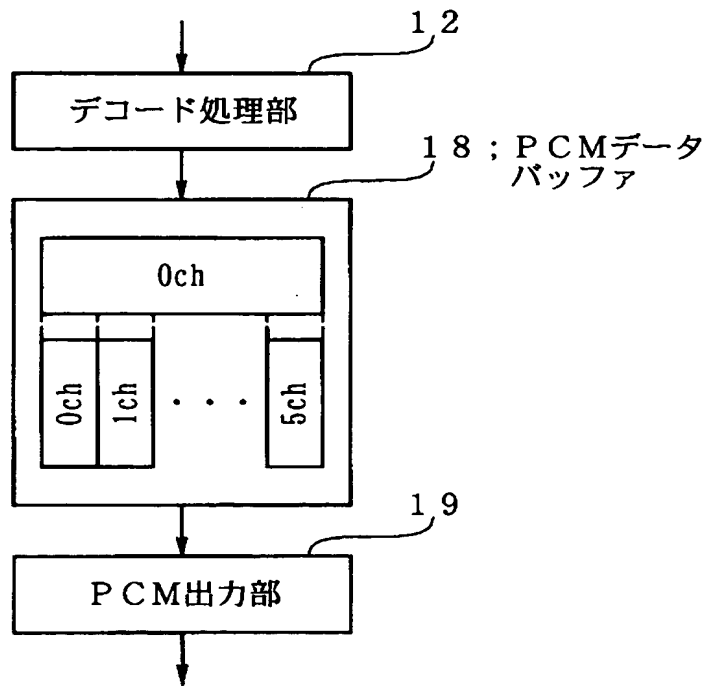 １２
デコード処理部
１８；ＰＣＭデータ
バッファ
0ch
0ch 1ch ・・・ 5ch
１９
ＰＣＭ出力部